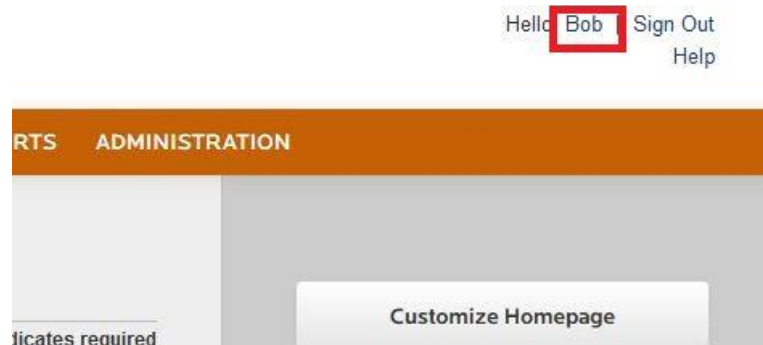 Hello Bob | Sign Out
Help
RTS ADMINISTRATION
Customize Homepage
dicates required